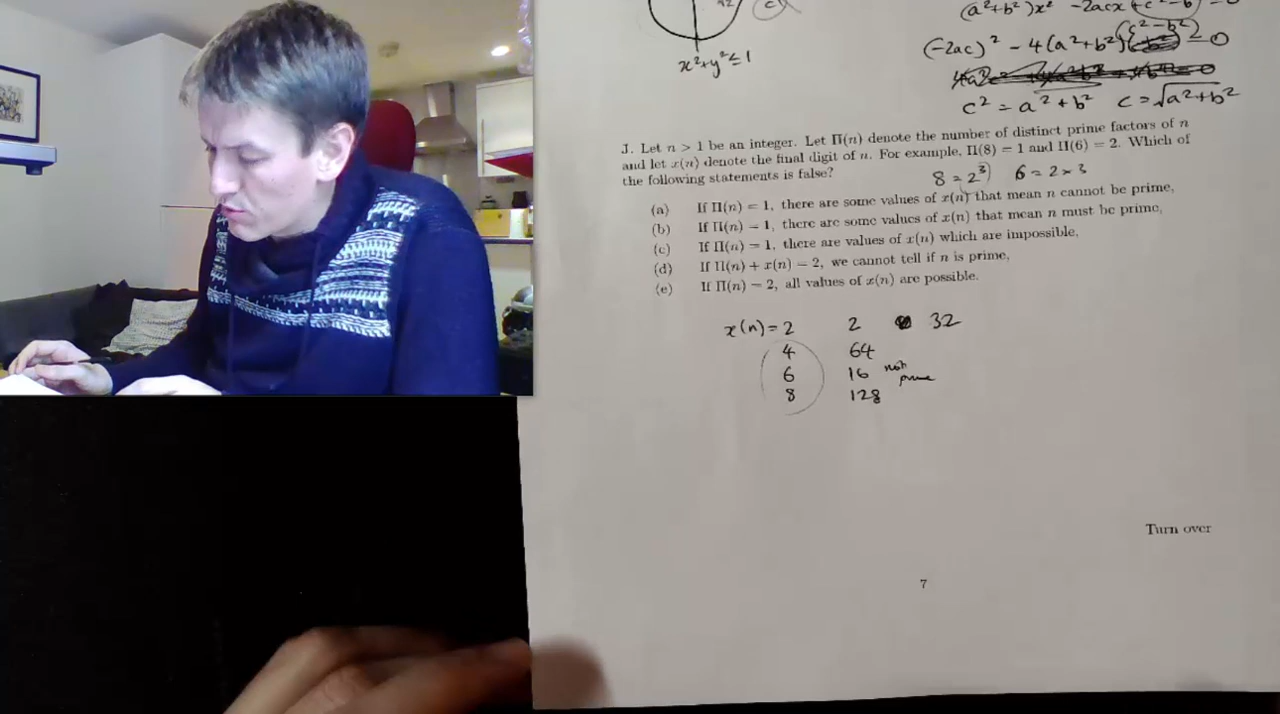 c
(a²+b²)x² -2acx +c²-b² =0
(-2ac)² - 4(a²+b²)(c²-b²) = 0
x²+y²≤1
c² = a² + b² c = √a²+b²
J. Let n > 1 be an integer. Let Π(n) denote the number of distinct prime factors of n
and let x(n) denote the final digit of n. For example, Π(8) = 1 and Π(6) = 2. Which of
the following statements is false?
8 = 2³ 6 = 2 × 3
(a) If Π(n) = 1, there are some values of x(n) that mean n cannot be prime,
(b) If Π(n) = 1, there are some values of x(n) that mean n must be prime,
(c) If Π(n) = 1, there are values of x(n) which are impossible,
(d) If Π(n) + x(n) = 2, we cannot tell if n is prime,
(e) If Π(n) = 2, all values of x(n) are possible.
x(n) = 2 2 32
4 64
6 16 not prime
8 128
Turn over
7